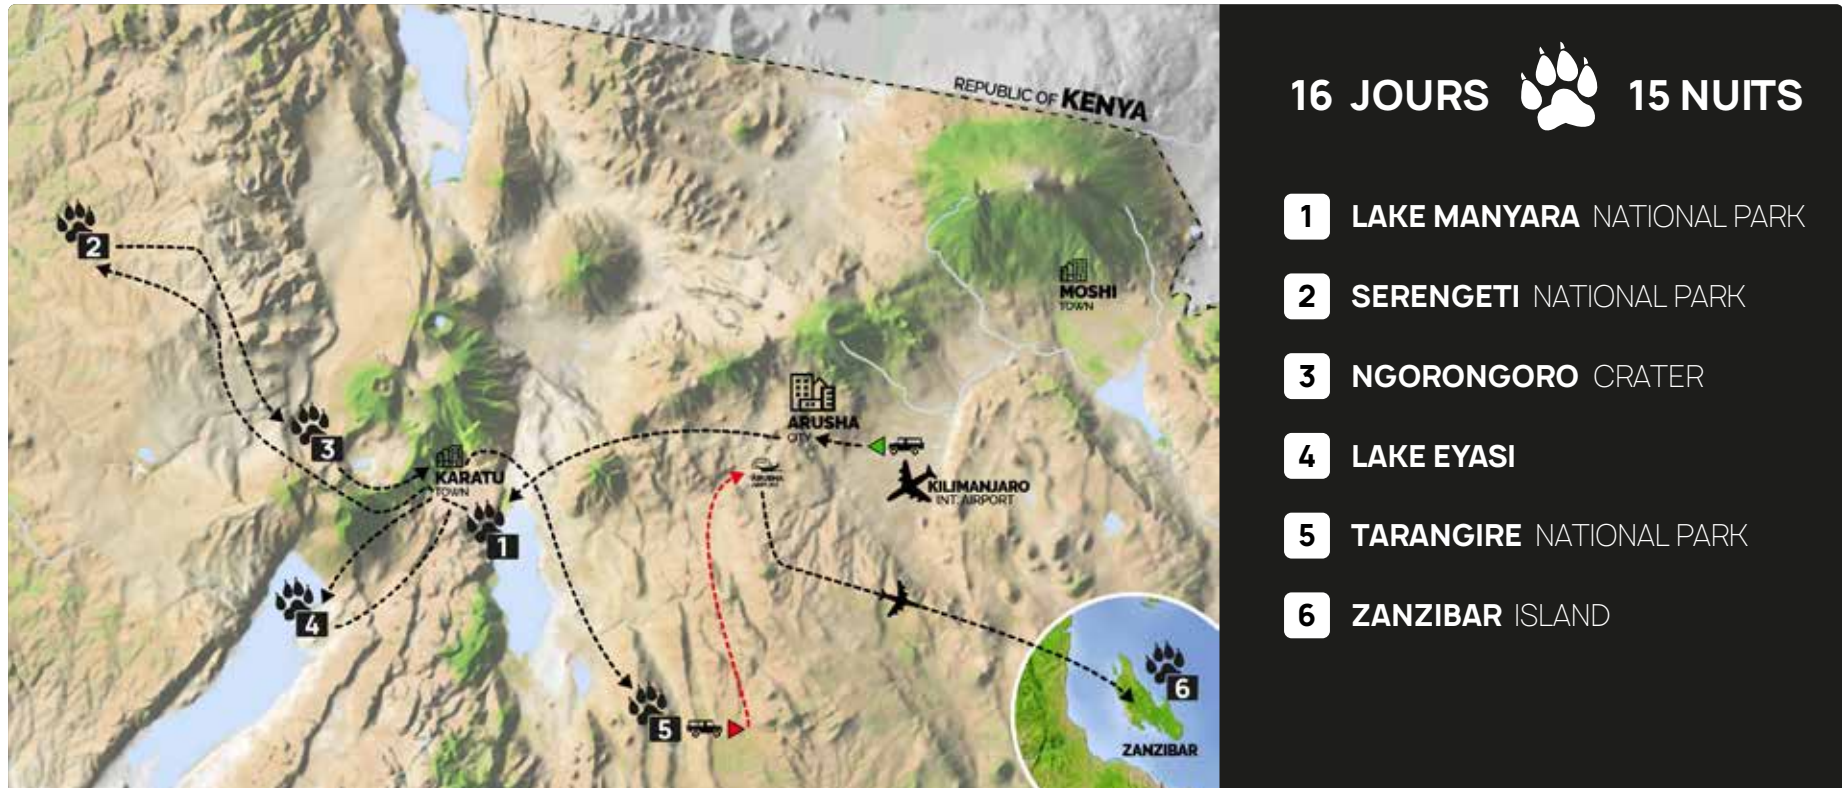 REPUBLIC OF KENYA
2
MOSHI
TOWN
ARUSHA
CITY
3
KARATU
TOWN
ARUSHA
AIRPORT
KILIMANJARO
INT. AIRPORT
1
4
5
6
ZANZIBAR
16 JOURS 15 NUITS
1 LAKE MANYARA NATIONAL PARK
2 SERENGETI NATIONAL PARK
3 NGORONGORO CRATER
4 LAKE EYASI
5 TARANGIRE NATIONAL PARK
6 ZANZIBAR ISLAND